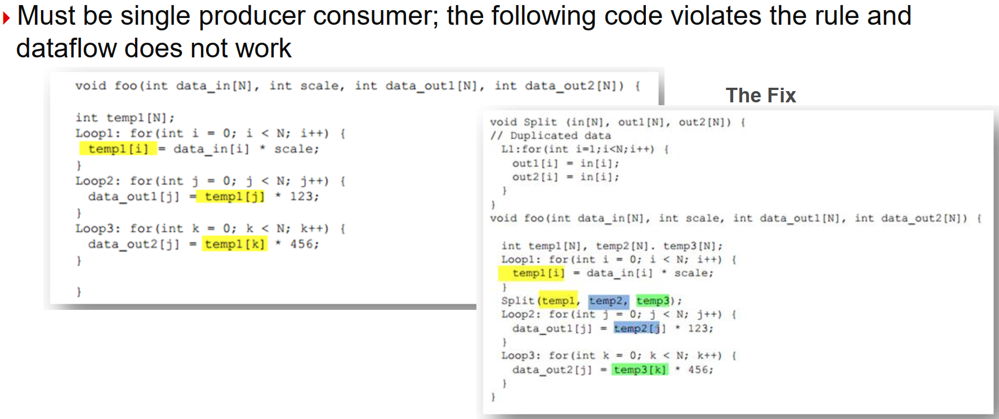 Must be single producer consumer; the following code violates the rule and
dataflow does not work
void foo(int data_in[N], int scale, int data_out1[N], int data_out2[N]) {
int temp1[N];
Loop1: for(int i = 0; i < N; i++) {
temp1[i] = data_in[i] * scale;
}
Loop2: for(int j = 0; j < N; j++) {
data_out1[j] = temp1[j] * 123;
}
Loop3: for(int k = 0; k < N; k++) {
data_out2[j] = temp1[k] * 456;
}
}
The Fix
void Split (in[N], out1[N], out2[N]) {
// Duplicated data
L1:for(int i=1;i<N;i++) {
out1[i] = in[i];
out2[i] = in[i];
}
}
void foo(int data_in[N], int scale, int data_out1[N], int data_out2[N]) {
int temp1[N], temp2[N]. temp3[N];
Loop1: for(int i = 0; i < N; i++) {
temp1[i] = data_in[i] * scale;
}
Split(temp1, temp2, temp3);
Loop2: for(int j = 0; j < N; j++) {
data_out1[j] = temp2[j] * 123;
}
Loop3: for(int k = 0; k < N; k++) {
data_out2[j] = temp3[k] * 456;
}
}